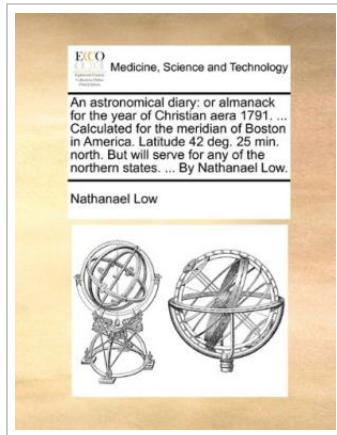 ECCO
Medicine, Science and Technology
An astronomical diary: or almanack
for the year of Christian aera 1791. ...
Calculated for the meridian of Boston
in America. Latitude 42 deg. 25 min.
north. But will serve for any of the
northern states. ... By Nathanael Low.
Nathanael Low